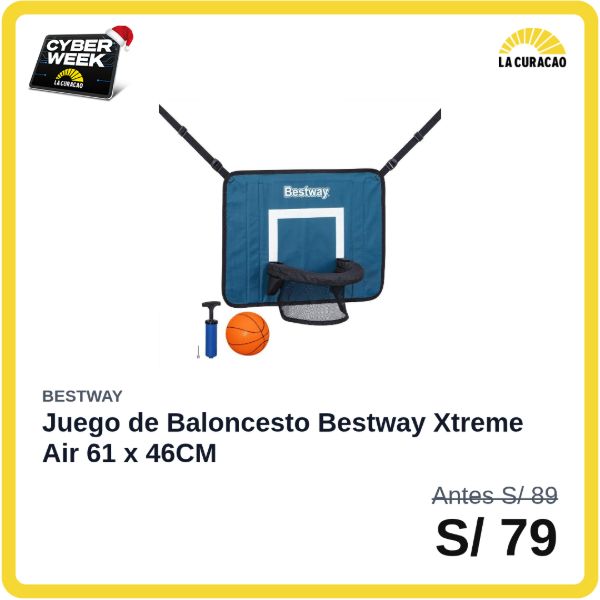 CYBER
WEEK
LA CURACAO
LA CURACAO
Bestway
BESTWAY
Juego de Baloncesto Bestway Xtreme
Air 61 x 46CM
Antes S/ 89
S/ 79